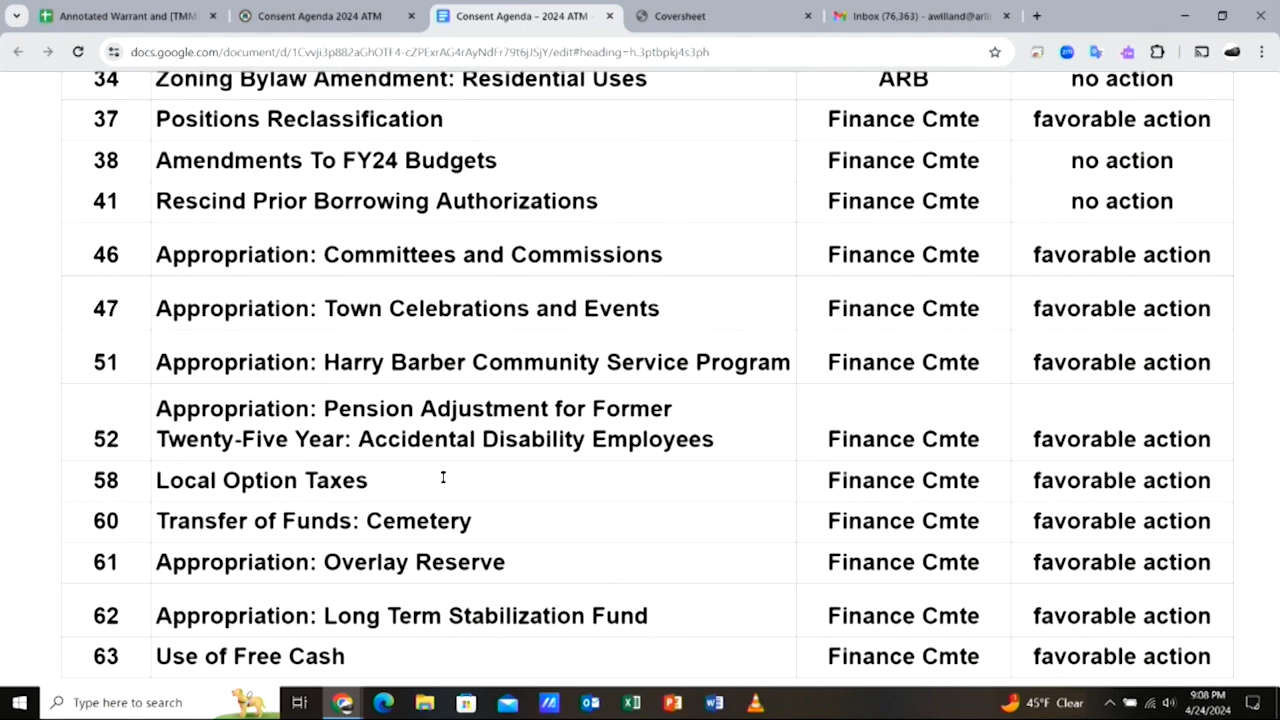 Annotated Warrant and [TMM
Consent Agenda 2024 ATM
Consent Agenda – 2024 ATM
Coversheet
Inbox (76,363) – awilland@arli
docs.google.com/document/d/1Cvvji3p882aGhOTF4-cZPExrAG4rAyNdFr79t6jJSjY/edit#heading=h.3ptbpkj4s3ph
34 Zoning Bylaw Amendment: Residential Uses ARB no action
37 Positions Reclassification Finance Cmte favorable action
38 Amendments To FY24 Budgets Finance Cmte no action
41 Rescind Prior Borrowing Authorizations Finance Cmte no action
46 Appropriation: Committees and Commissions Finance Cmte favorable action
47 Appropriation: Town Celebrations and Events Finance Cmte favorable action
51 Appropriation: Harry Barber Community Service Program Finance Cmte favorable action
Appropriation: Pension Adjustment for Former
52 Twenty-Five Year: Accidental Disability Employees Finance Cmte favorable action
58 Local Option Taxes Finance Cmte favorable action
60 Transfer of Funds: Cemetery Finance Cmte favorable action
61 Appropriation: Overlay Reserve Finance Cmte favorable action
62 Appropriation: Long Term Stabilization Fund Finance Cmte favorable action
63 Use of Free Cash Finance Cmte favorable action
Type here to search
45°F Clear
9:08 PM
4/24/2024